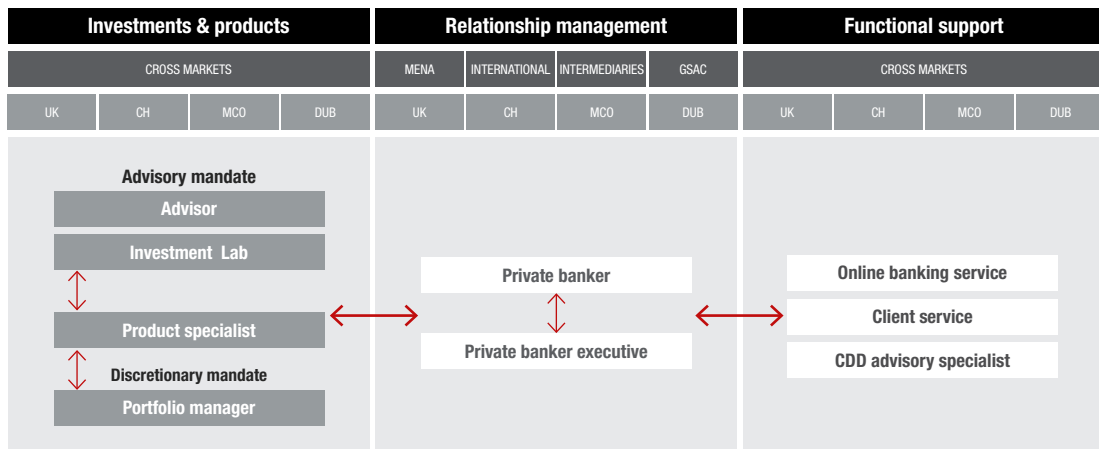 Investments & products
Relationship management
Functional support
CROSS MARKETS
MENA
INTERNATIONAL
INTERMEDIARIES
GSAC
CROSS MARKETS
UK
CH
MCO
DUB
UK
CH
MCO
DUB
UK
CH
MCO
DUB
Advisory mandate
Advisor
Investment Lab
Product specialist
Discretionary mandate
Portfolio manager
Private banker
Private banker executive
Online banking service
Client service
CDD advisory specialist